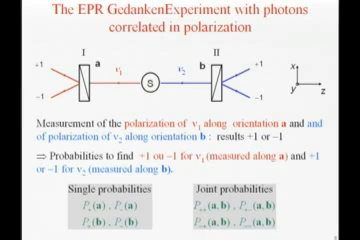 The EPR GedankenExperiment with photons
correlated in polarization
I
II
+1
a
ν1
S
ν2
b
+1
-1
-1
x
y
z
Measurement of the polarization of ν1 along orientation a and and
of polarization of ν2 along orientation b : results +1 or –1
⇒ Probabilities to find +1 ou –1 for ν1 (measured along a) and +1
or –1 for ν2 (measured along b).
Single probabilities
P+(a) , P-(a)
P+(b) , P-(b)
Joint probabilities
P++(a,b) , P+-(a,b)
P-+(a,b) , P--(a,b)